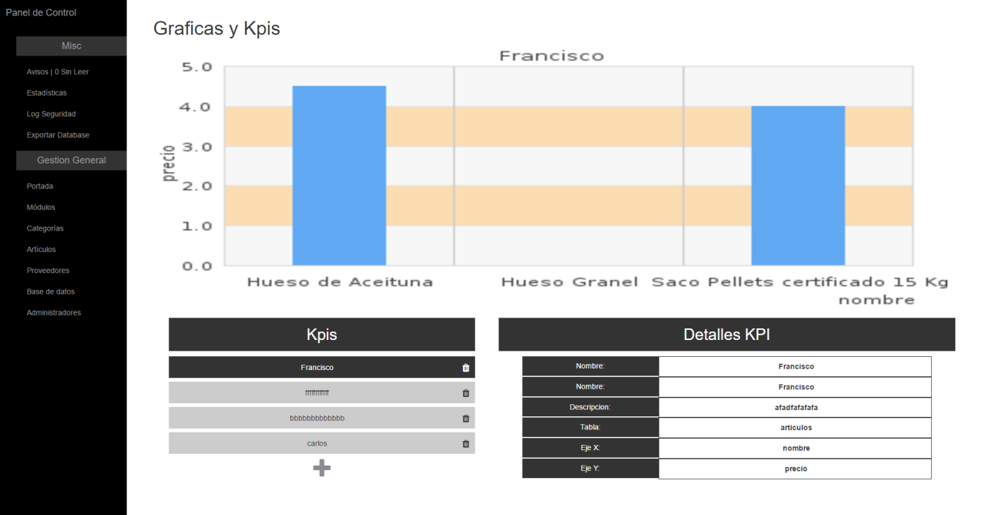 Panel de Control
Misc
Avisos | 0 Sin Leer
Estadísticas
Log Seguridad
Exportar Database
Gestion General
Portada
Módulos
Categorías
Artículos
Proveedores
Base de datos
Administradores
Graficas y Kpis
Francisco
5.0
4.0
3.0
2.0
1.0
0.0
precio
Hueso de Aceituna Hueso Granel Saco Pellets certificado 15 Kg
nombre
Kpis
Francisco
bbbbbbbbbbbbb
carlos
Detalles KPI
Nombre: Francisco
Nombre: Francisco
Descripcion: afadfafafafa
Tabla: articulos
Eje X: nombre
Eje Y: precio